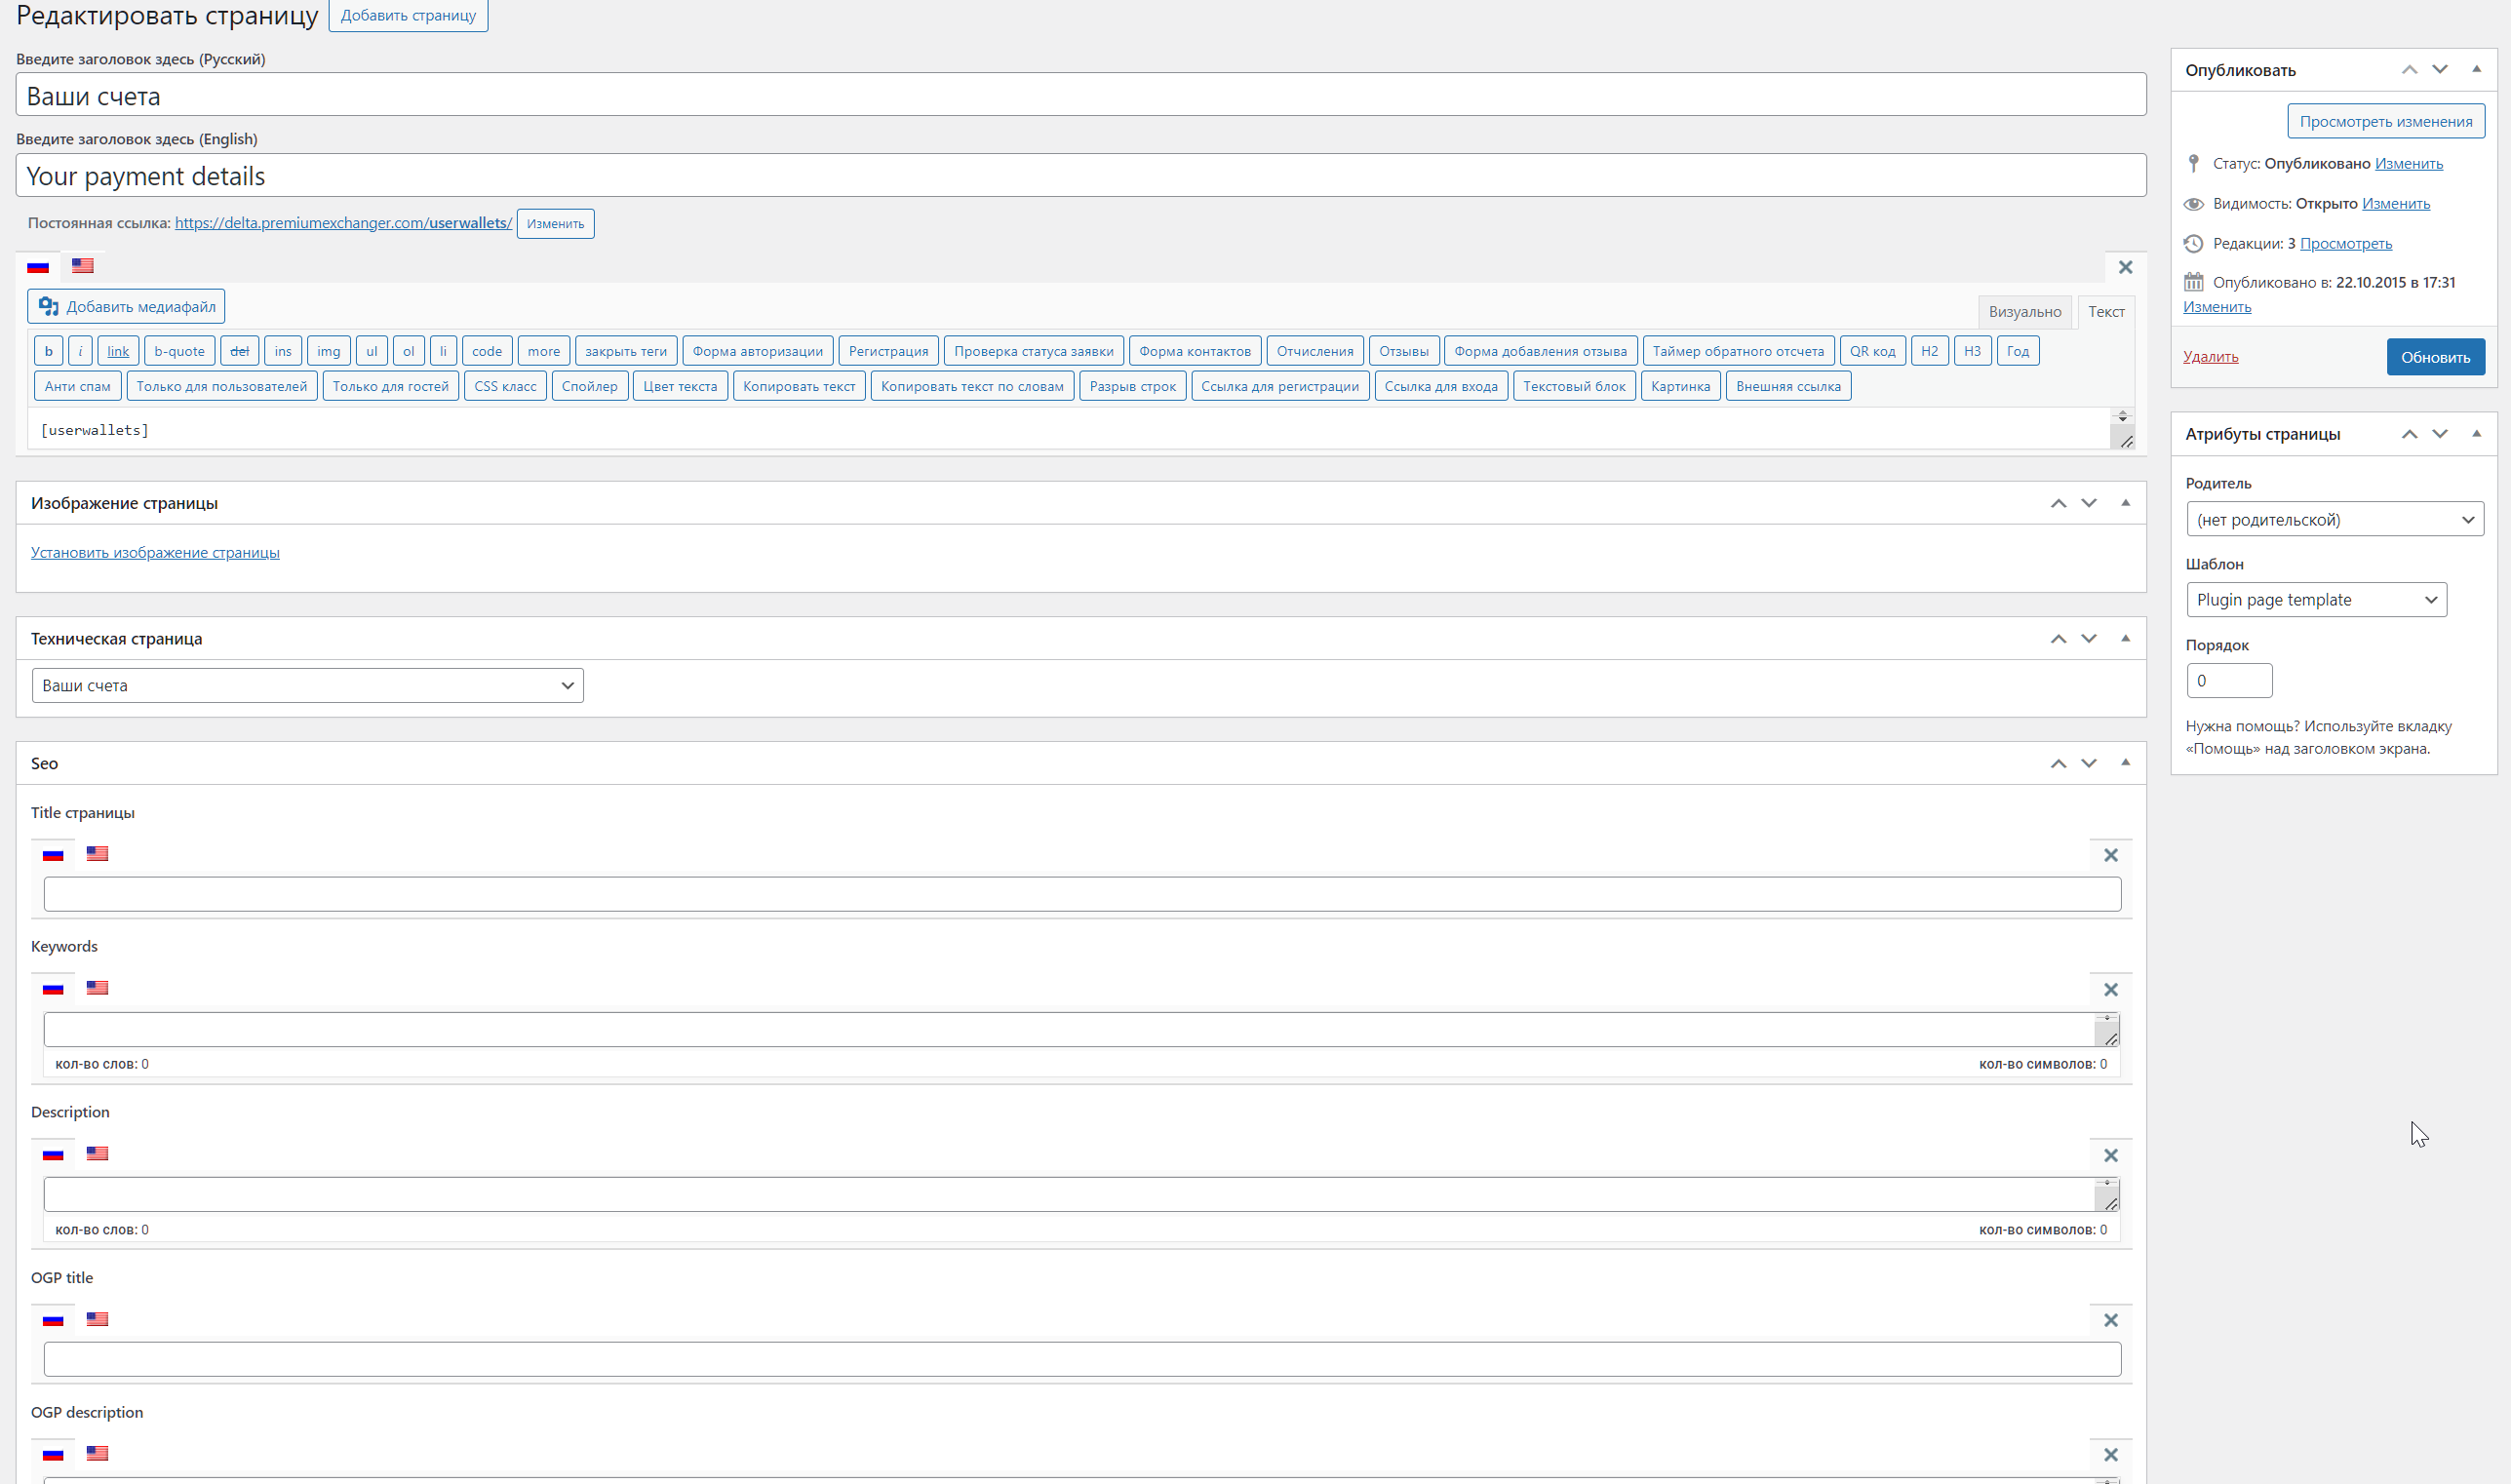 Редактировать страницу Добавить страницу
Введите заголовок здесь (Русский)
Ваши счета
Введите заголовок здесь (English)
Your payment details
Постоянная ссылка: https://delta.premiumexchanger.com/userwallets/ Изменить
Добавить медиафайл Визуально Текст
b i link b-quote del ins img ul ol li code more закрыть теги Форма авторизации Регистрация Проверка статуса заявки Форма контактов Отчисления Отзывы Форма добавления отзыва Таймер обратного отсчета QR код H2 H3 Год
Анти спам Только для пользователей Только для гостей CSS класс Спойлер Цвет текста Копировать текст Копировать текст по словам Разрыв строк Ссылка для регистрации Ссылка для входа Текстовый блок Картинка Внешняя ссылка
[userwallets]
Изображение страницы
Установить изображение страницы
Техническая страница
Ваши счета
Seo
Title страницы
Keywords
кол-во слов: 0 кол-во символов: 0
Description
кол-во слов: 0 кол-во символов: 0
OGP title
OGP description
Опубликовать
Просмотреть изменения
Статус: Опубликовано Изменить
Видимость: Открыто Изменить
Редакции: 3 Просмотреть
Опубликовано в: 22.10.2015 в 17:31
Изменить
Удалить Обновить
Атрибуты страницы
Родитель
(нет родительской)
Шаблон
Plugin page template
Порядок
0
Нужна помощь? Используйте вкладку
«Помощь» над заголовком экрана.